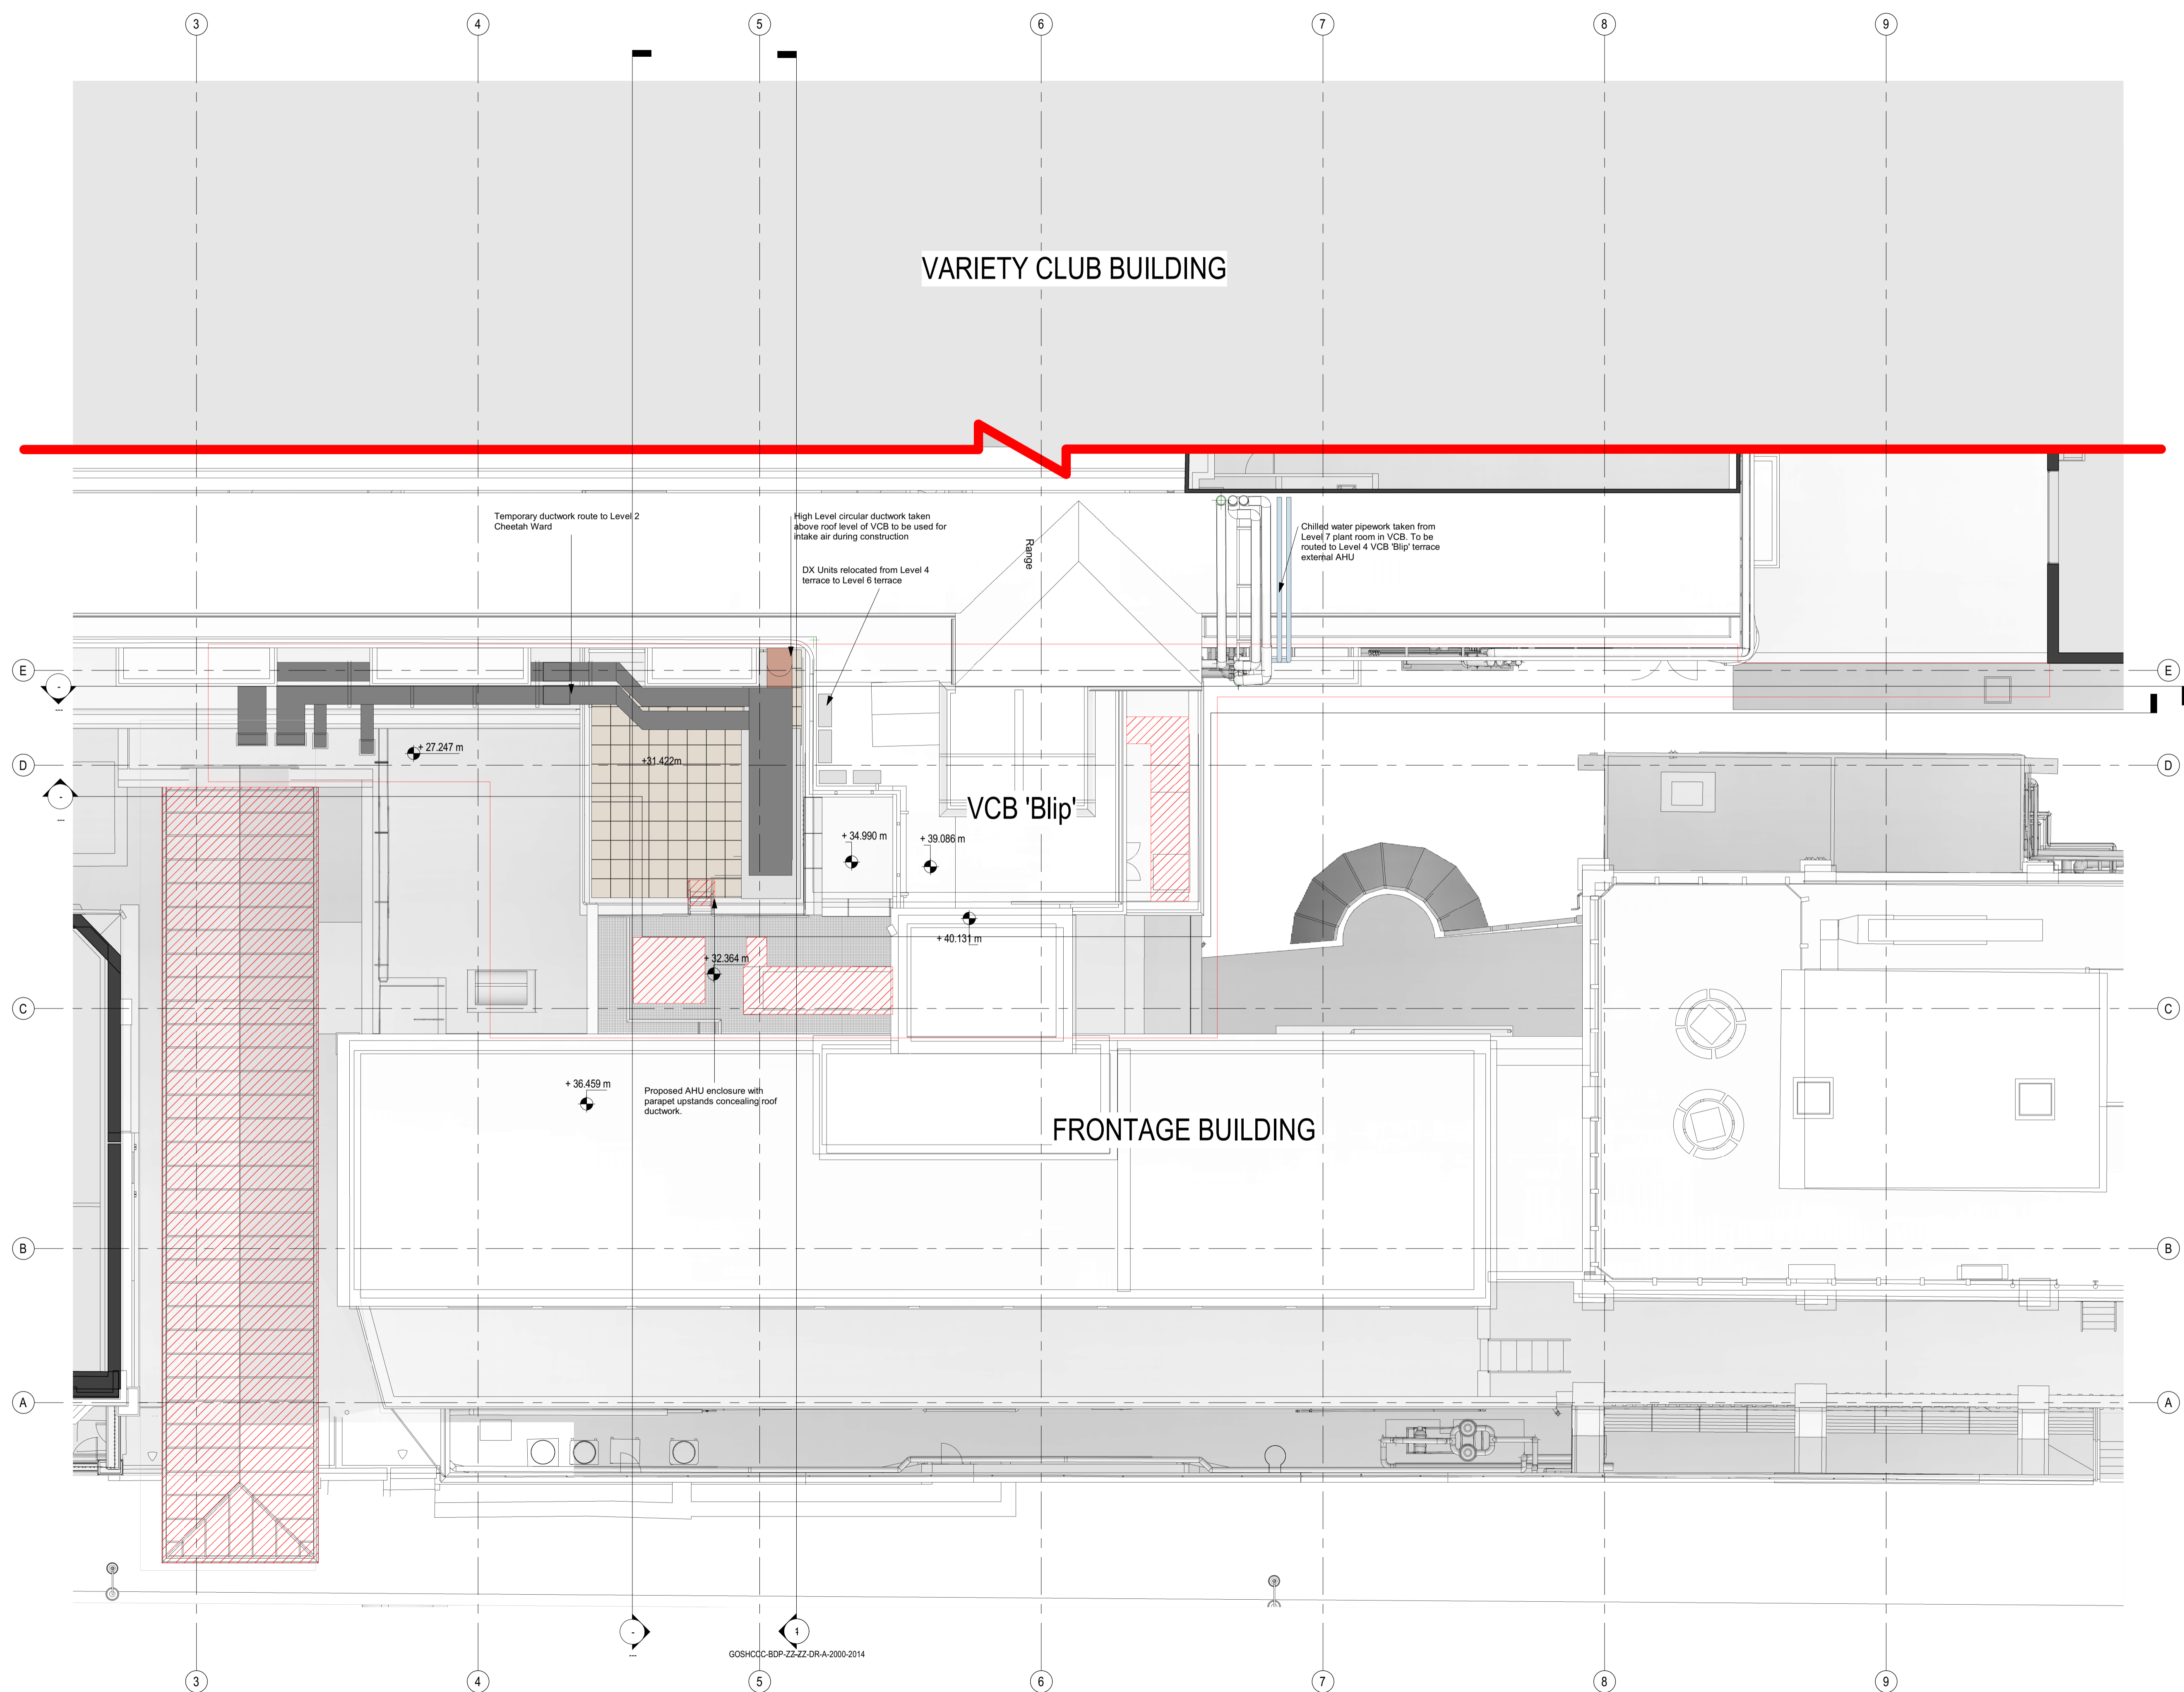 3 4 5 6 7 8 9
VARIETY CLUB BUILDING
Temporary ductwork route to Level 2
Cheetah Ward
High Level circular ductwork taken
above roof level of VCB to be used for
intake air during construction
DX Units relocated from Level 4
terrace to Level 6 terrace
Range
Chilled water pipework taken from
Level 7 plant room in VCB. To be
routed to Level 4 VCB 'Blip' terrace
external AHU
E E
-
---
+ 27.247 m
+31.422m
D D
-
---
VCB 'Blip'
+ 34.990 m
+ 39.086 m
+ 40.131 m
+ 32.364 m
C C
+ 36.459 m
Proposed AHU enclosure with
parapet upstands concealing roof
ductwork.
FRONTAGE BUILDING
B B
A A
-
---
1
GOSHCCC-BDP-ZZ-ZZ-DR-A-2000-2014
3 4 5 6 7 8 9